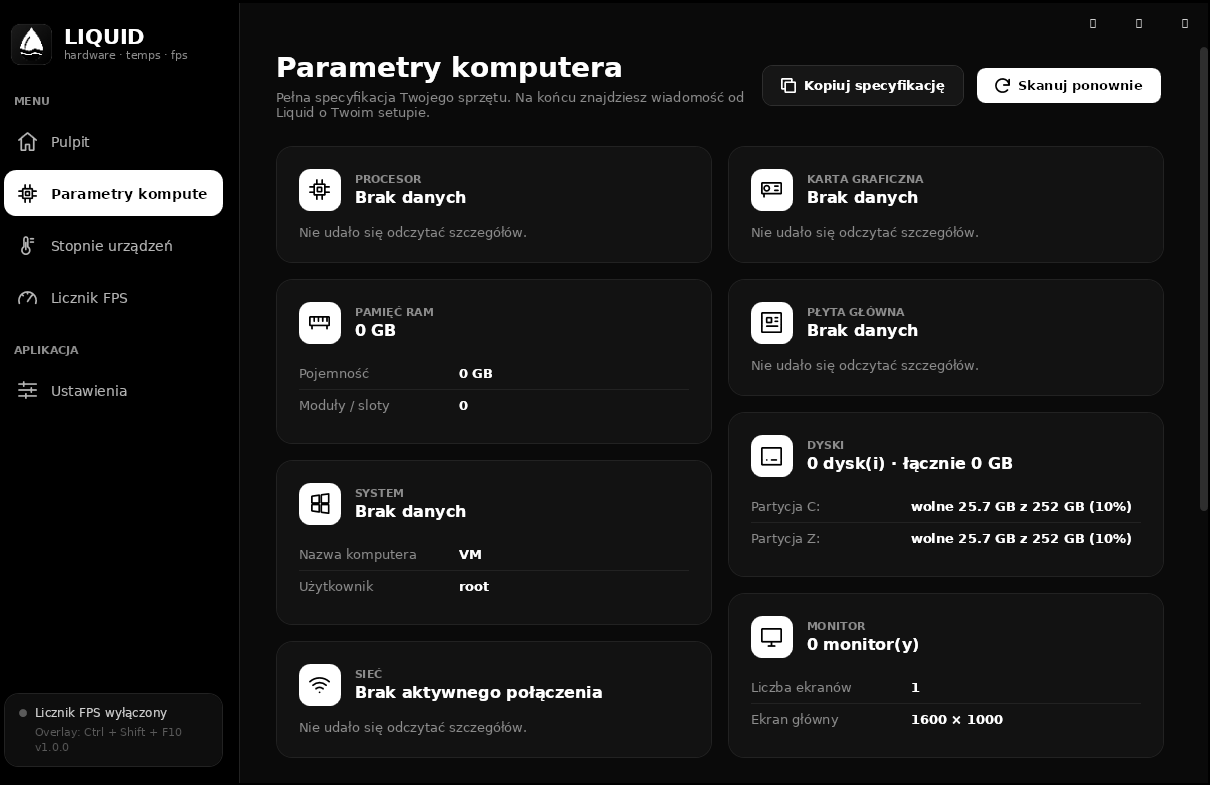 LIQUID
hardware · temps · fps
MENU
Pulpit
Parametry kompute
Stopnie urządzeń
Licznik FPS
APLIKACJA
Ustawienia
Licznik FPS wyłączony
Overlay: Ctrl + Shift + F10
v1.0.0
Parametry komputera
Pełna specyfikacja Twojego sprzętu. Na końcu znajdziesz wiadomość od
Liquid o Twoim setupie.
Kopiuj specyfikację
Skanuj ponownie
PROCESOR
Brak danych
Nie udało się odczytać szczegółów.
KARTA GRAFICZNA
Brak danych
Nie udało się odczytać szczegółów.
PAMIĘĆ RAM
0 GB
Pojemność 0 GB
Moduły / sloty 0
PŁYTA GŁÓWNA
Brak danych
Nie udało się odczytać szczegółów.
SYSTEM
Brak danych
Nazwa komputera VM
Użytkownik root
DYSKI
0 dysk(i) · łącznie 0 GB
Partycja C: wolne 25.7 GB z 252 GB (10%)
Partycja Z: wolne 25.7 GB z 252 GB (10%)
SIEĆ
Brak aktywnego połączenia
Nie udało się odczytać szczegółów.
MONITOR
0 monitor(y)
Liczba ekranów 1
Ekran główny 1600 × 1000